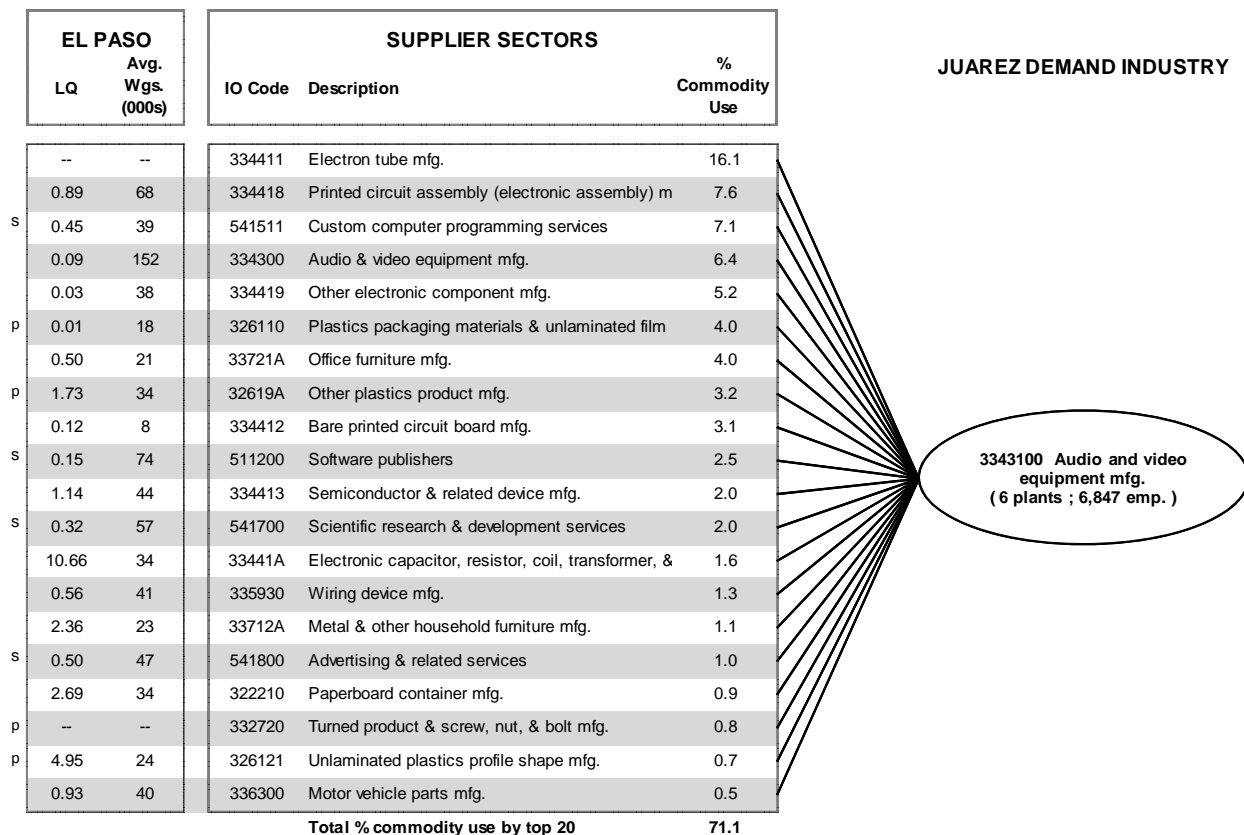 EL PASO
SUPPLIER SECTORS
JUAREZ DEMAND INDUSTRY
LQ Avg. Wgs. (000s) IO Code Description % Commodity Use
-- -- 334411 Electron tube mfg. 16.1
0.89 68 334418 Printed circuit assembly (electronic assembly) m 7.6
s 0.45 39 541511 Custom computer programming services 7.1
0.09 152 334300 Audio & video equipment mfg. 6.4
0.03 38 334419 Other electronic component mfg. 5.2
p 0.01 18 326110 Plastics packaging materials & unlaminated film 4.0
0.50 21 33721A Office furniture mfg. 4.0
p 1.73 34 32619A Other plastics product mfg. 3.2
0.12 8 334412 Bare printed circuit board mfg. 3.1
s 0.15 74 511200 Software publishers 2.5
1.14 44 334413 Semiconductor & related device mfg. 2.0
s 0.32 57 541700 Scientific research & development services 2.0
10.66 34 33441A Electronic capacitor, resistor, coil, transformer, & 1.6
0.56 41 335930 Wiring device mfg. 1.3
2.36 23 33712A Metal & other household furniture mfg. 1.1
s 0.50 47 541800 Advertising & related services 1.0
2.69 34 322210 Paperboard container mfg. 0.9
p -- -- 332720 Turned product & screw, nut, & bolt mfg. 0.8
p 4.95 24 326121 Unlaminated plastics profile shape mfg. 0.7
0.93 40 336300 Motor vehicle parts mfg. 0.5
Total % commodity use by top 20 71.1
3343100 Audio and video
equipment mfg.
( 6 plants ; 6,847 emp. )